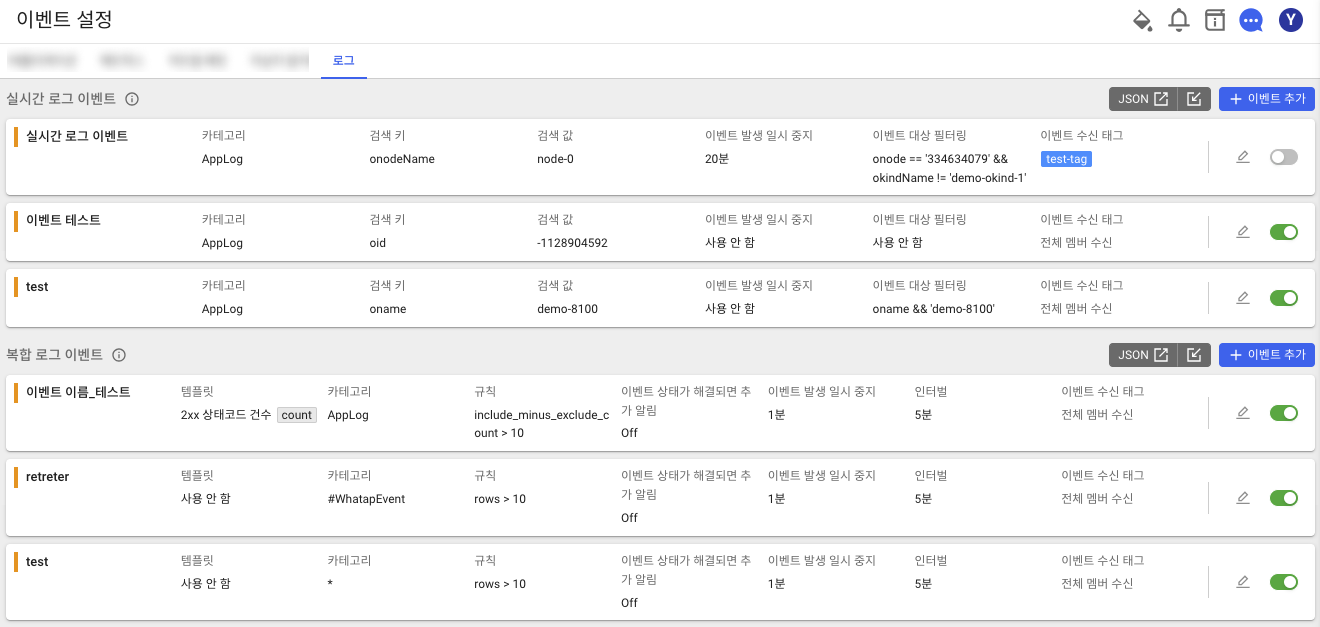 이벤트 설정
Y
로그
실시간 로그 이벤트
JSON
이벤트 추가
실시간 로그 이벤트 카테고리 검색 키 검색 값 이벤트 발생 일시 중지 이벤트 대상 필터링 이벤트 수신 태그
AppLog onodeName node-0 20분 onode == '334634079' && test-tag
okindName != 'demo-okind-1'
이벤트 테스트 카테고리 검색 키 검색 값 이벤트 발생 일시 중지 이벤트 대상 필터링 이벤트 수신 태그
AppLog oid -1128904592 사용 안 함 사용 안 함 전체 멤버 수신
test 카테고리 검색 키 검색 값 이벤트 발생 일시 중지 이벤트 대상 필터링 이벤트 수신 태그
AppLog oname demo-8100 사용 안 함 oname && 'demo-8100' 전체 멤버 수신
복합 로그 이벤트
JSON
이벤트 추가
이벤트 이름_테스트 템플릿 카테고리 규칙 이벤트 상태가 해결되면 추 이벤트 발생 일시 중지 인터벌 이벤트 수신 태그
가 알림
2xx 상태코드 건수 count AppLog include_minus_exclude_c 1분 5분 전체 멤버 수신
ount > 10 Off
retreter 템플릿 카테고리 규칙 이벤트 상태가 해결되면 추 이벤트 발생 일시 중지 인터벌 이벤트 수신 태그
가 알림
사용 안 함 #WhatapEvent rows > 10 1분 5분 전체 멤버 수신
Off
test 템플릿 카테고리 규칙 이벤트 상태가 해결되면 추 이벤트 발생 일시 중지 인터벌 이벤트 수신 태그
가 알림
사용 안 함 * rows > 10 1분 5분 전체 멤버 수신
Off